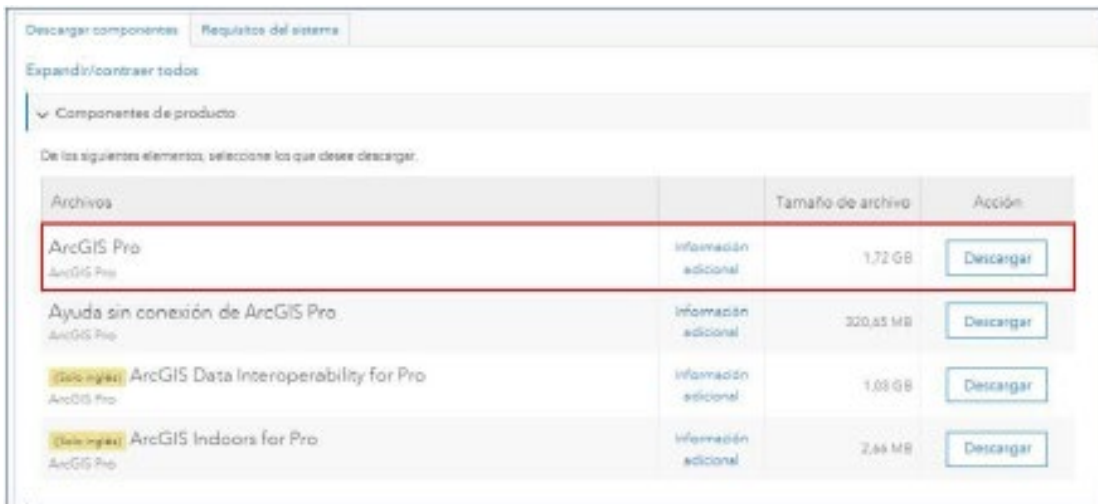 Descargar componentes Requisitos del sistema
Expandir/contraer todos
Componentes de producto
De los siguientes elementos, seleccione los que desee descargar.
Archivos Tamaño de archivo Acción
ArcGIS Pro Información adicional 1,72 GB Descargar
ArcGIS Pro
Ayuda sin conexión de ArcGIS Pro Información adicional 320,65 MB Descargar
ArcGIS Pro
(Solo inglés) ArcGIS Data Interoperability for Pro Información adicional 1,03 GB Descargar
ArcGIS Pro
(Solo inglés) ArcGIS Indoors for Pro Información adicional 2,66 MB Descargar
ArcGIS Pro